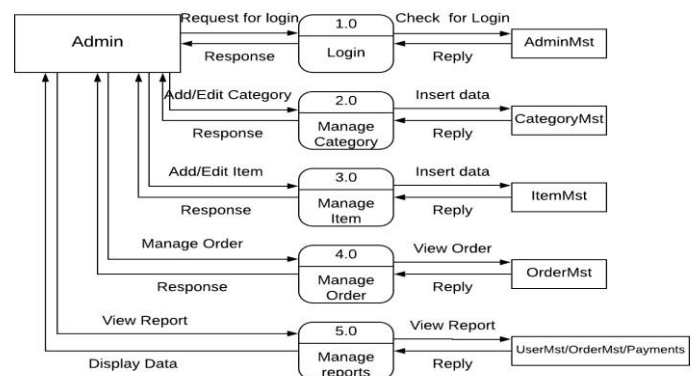 Admin
Request for login
1.0
Check for Login
Login
AdminMst
Response
Reply
Add/Edit Category
2.0
Insert data
Manage
Category
CategoryMst
Response
Reply
Add/Edit Item
3.0
Insert data
Manage
Item
ItemMst
Response
Reply
Manage Order
4.0
View Order
Manage
Order
OrderMst
Response
Reply
View Report
5.0
View Report
Manage
reports
UserMst/OrderMst/Payments
Display Data
Reply